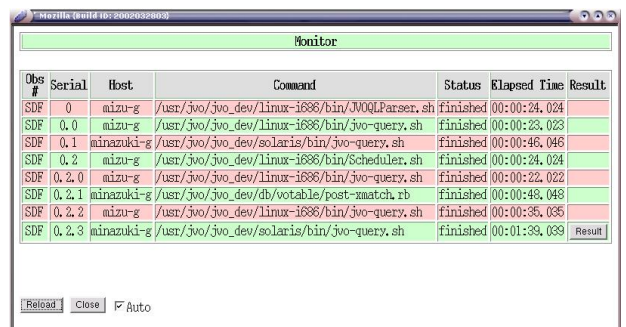 Mozilla {Build ID: 2002032803}
Monitor
Obs # Serial Host Command Status Elapsed Time Result
SDF 0 mizu-g /usr/jvo/jvo_dev/linux-i686/bin/JVOQLParser.sh finished 00:00:24.024
SDF 0.0 mizu-g /usr/jvo/jvo_dev/linux-i686/bin/jvo-query.sh finished 00:00:23.023
SDF 0.1 minazuki-g /usr/jvo/jvo_dev/solaris/bin/jvo-query.sh finished 00:00:46.046
SDF 0.2 mizu-g /usr/jvo/jvo_dev/linux-i686/bin/Scheduler.sh finished 00:00:24.024
SDF 0.2.0 mizu-g /usr/jvo/jvo_dev/linux-i686/bin/jvo-query.sh finished 00:00:22.022
SDF 0.2.1 minazuki-g /usr/jvo/jvo_dev/db/votable/post-xmatch.rb finished 00:00:48.048
SDF 0.2.2 mizu-g /usr/jvo/jvo_dev/linux-i686/bin/jvo-query.sh finished 00:00:35.035
SDF 0.2.3 minazuki-g /usr/jvo/jvo_dev/solaris/bin/jvo-query.sh finished 00:01:39.039 Result
Reload Close Auto